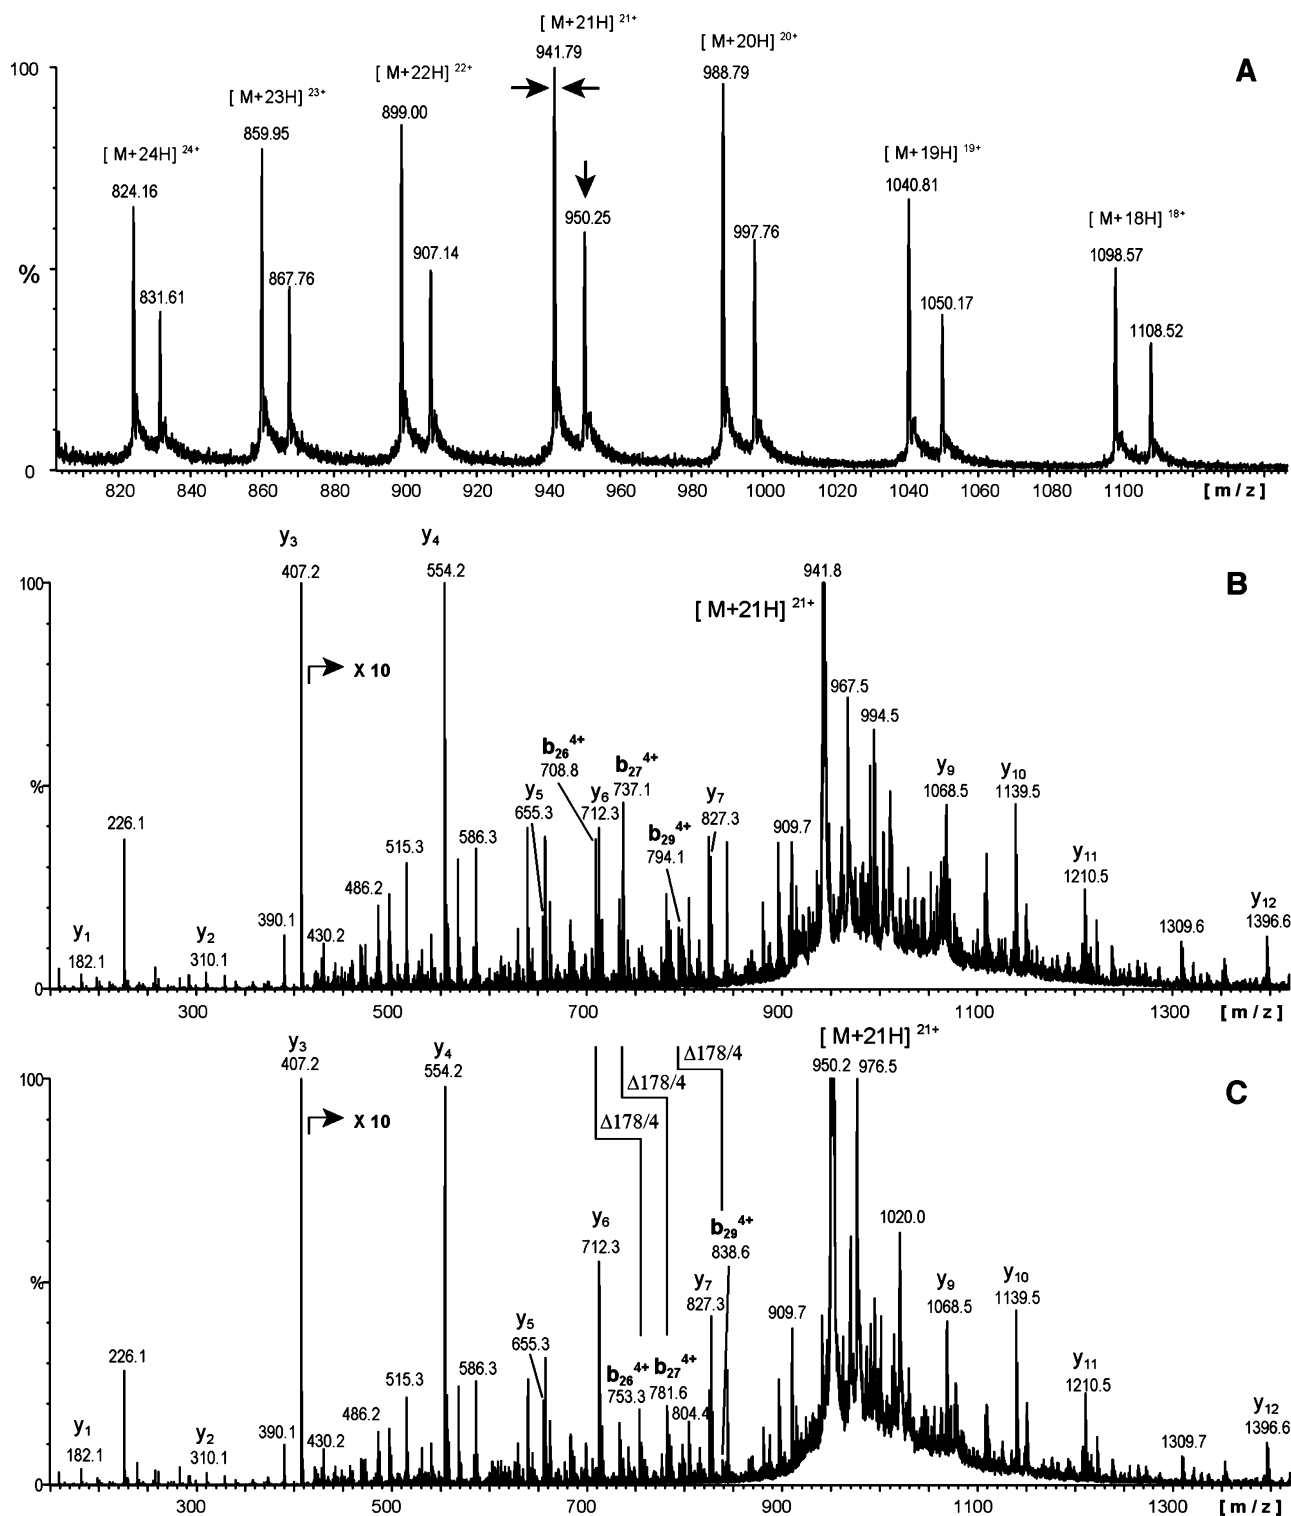 A
[ M+24H] 24+
824.16
831.61
[ M+23H] 23+
859.95
867.76
[ M+22H] 22+
899.00
907.14
[ M+21H] 21+
941.79
950.25
[ M+20H] 20+
988.79
997.76
[ M+19H] 19+
1040.81
1050.17
[ M+18H] 18+
1098.57
1108.52
100
%
0
820 840 860 880 900 920 940 960 980 1000 1020 1040 1060 1080 1100 [ m / z ]
B
y3
407.2
X 10
y4
554.2
[ M+21H] 21+
941.8
967.5
994.5
b26 4+
708.8
b27 4+
737.1
b29 4+
794.1
y5
655.3
y6
712.3
y7
827.3
909.7
y9
1068.5
y10
1139.5
y11
1210.5
1309.6
y12
1396.6
226.1
y1
182.1
y2
310.1
390.1
430.2
486.2
515.3
586.3
100
%
0
300 500 700 900 1100 1300 [ m / z ]
C
y3
407.2
X 10
y4
554.2
Δ178/4
Δ178/4
Δ178/4
[ M+21H] 21+
950.2 976.5
1020.0
y6
712.3
b29 4+
838.6
y7
827.3
y5
655.3
b26 4+
753.3
b27 4+
781.6
804.4
909.7
y9
1068.5
y10
1139.5
y11
1210.5
1309.7
y12
1396.6
226.1
y1
182.1
y2
310.1
390.1
430.2
486.2
515.3
586.3
100
%
0
300 500 700 900 1100 1300 [ m / z ]